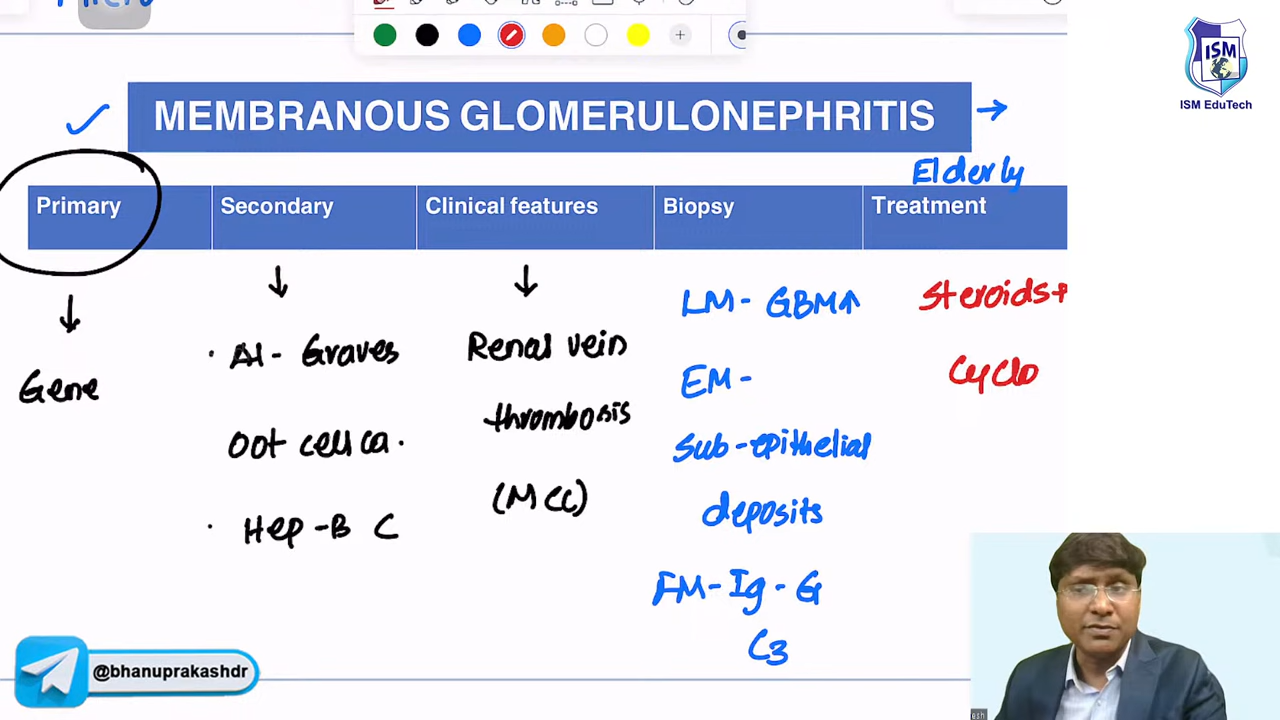 ISM
ISM EduTech
MEMBRANOUS GLOMERULONEPHRITIS
Elderly
Primary Secondary Clinical features Biopsy Treatment
Gene
AI - Graves
Oat cell ca.
Hep - B C
Renal vein
thrombosis
(MCC)
LM - GBM↑
EM -
Sub-epithelial
deposits
FM - Ig - G
C3
Steroids+
Cyclo
@bhanuprakashdr